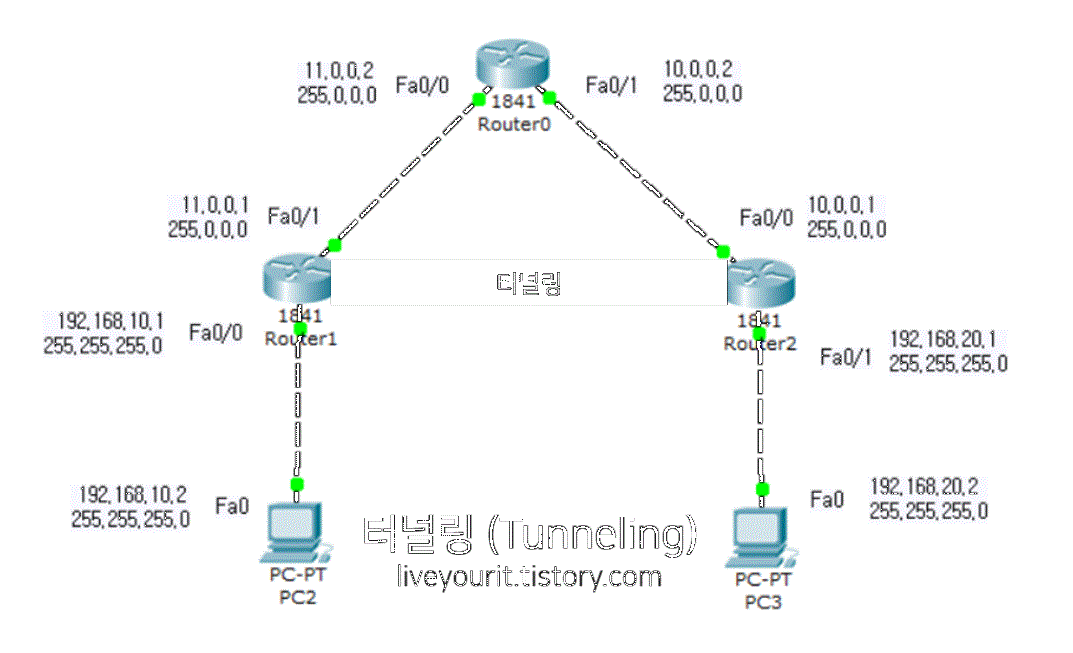 11,0,0,2
255,0,0,0
Fa0/0
Fa0/1
10,0,0,2
255,0,0,0
1841
Router0
11,0,0,1
255,0,0,0
Fa0/1
Fa0/0
10,0,0,1
255,0,0,0
터널링
1841
Router1
1841
Router2
192,168,10,1
255,255,255,0
Fa0/0
Fa0/1
192,168,20,1
255,255,255,0
192,168,10,2
255,255,255,0
Fa0
Fa0
192,168,20,2
255,255,255,0
터널링 (Tunneling)
liveyourit.tistory.com
PC-PT
PC2
PC-PT
PC3